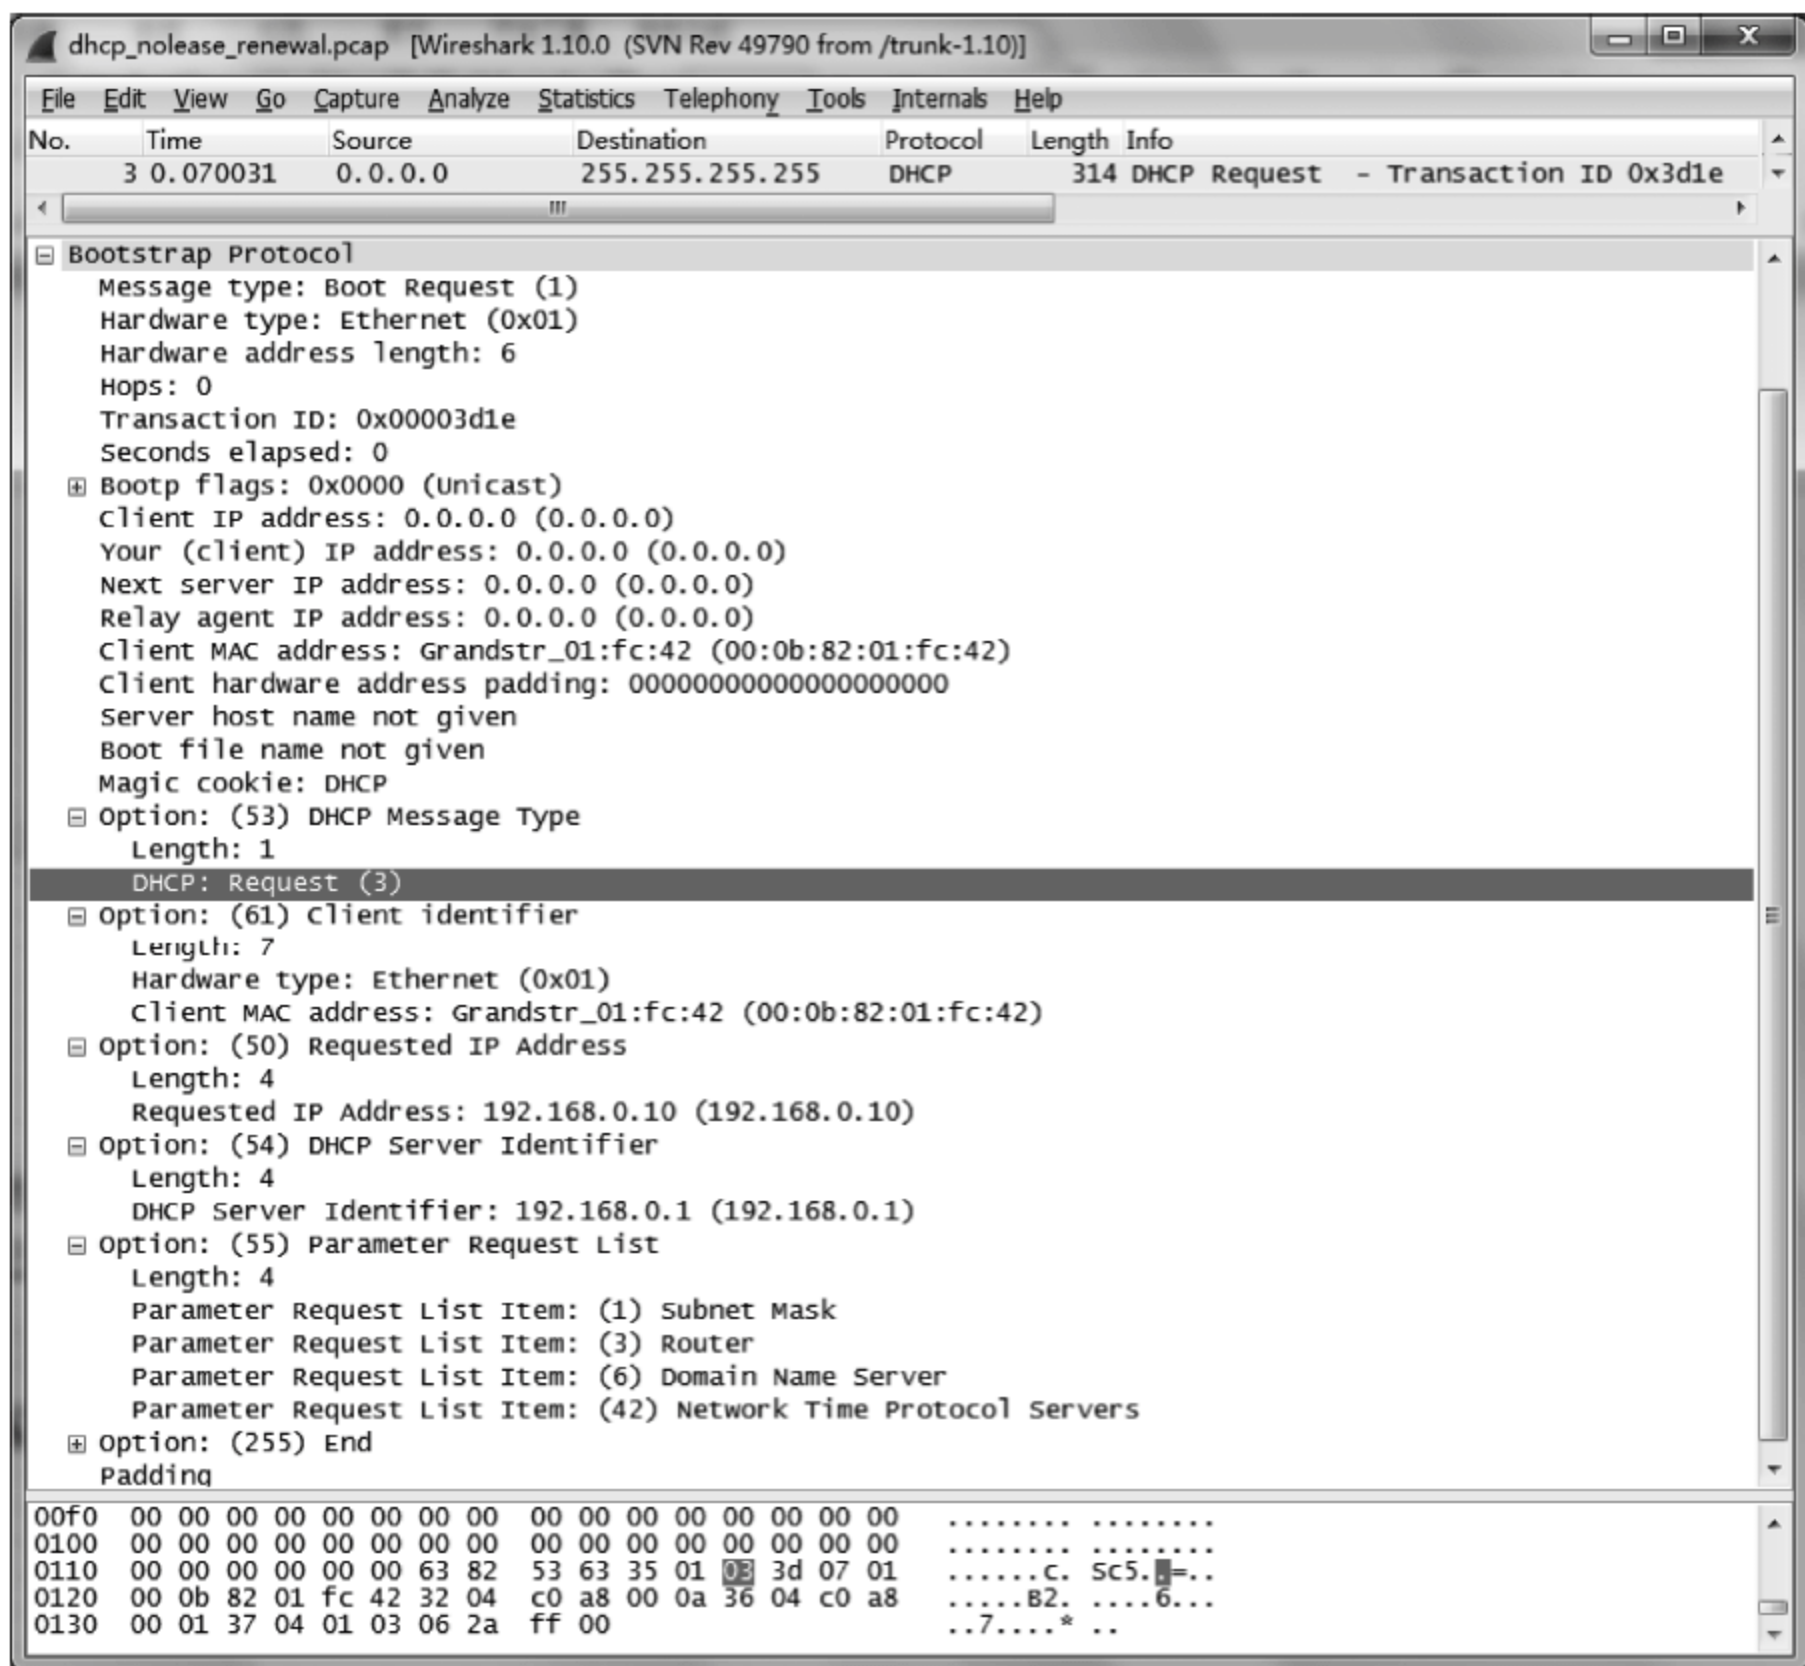 dhcp_nolease_renewal.pcap [Wireshark 1.10.0 (SVN Rev 49790 from /trunk-1.10)]
File Edit View Go Capture Analyze Statistics Telephony Tools Internals Help
No. Time Source Destination Protocol Length Info
3 0.070031 0.0.0.0 255.255.255.255 DHCP 314 DHCP Request - Transaction ID 0x3d1e
Bootstrap Protocol
Message type: Boot Request (1)
Hardware type: Ethernet (0x01)
Hardware address length: 6
Hops: 0
Transaction ID: 0x00003d1e
Seconds elapsed: 0
Bootp flags: 0x0000 (Unicast)
Client IP address: 0.0.0.0 (0.0.0.0)
Your (client) IP address: 0.0.0.0 (0.0.0.0)
Next server IP address: 0.0.0.0 (0.0.0.0)
Relay agent IP address: 0.0.0.0 (0.0.0.0)
Client MAC address: Grandstr_01:fc:42 (00:0b:82:01:fc:42)
Client hardware address padding: 00000000000000000000
Server host name not given
Boot file name not given
Magic cookie: DHCP
Option: (53) DHCP Message Type
Length: 1
DHCP: Request (3)
Option: (61) Client identifier
Length: 7
Hardware type: Ethernet (0x01)
Client MAC address: Grandstr_01:fc:42 (00:0b:82:01:fc:42)
Option: (50) Requested IP Address
Length: 4
Requested IP Address: 192.168.0.10 (192.168.0.10)
Option: (54) DHCP Server Identifier
Length: 4
DHCP Server Identifier: 192.168.0.1 (192.168.0.1)
Option: (55) Parameter Request List
Length: 4
Parameter Request List Item: (1) Subnet Mask
Parameter Request List Item: (3) Router
Parameter Request List Item: (6) Domain Name Server
Parameter Request List Item: (42) Network Time Protocol Servers
Option: (255) End
Padding
00f0 00 00 00 00 00 00 00 00 00 00 00 00 00 00 00 00 ........ ........
0100 00 00 00 00 00 00 00 00 00 00 00 00 00 00 00 00 ........ ........
0110 00 00 00 00 00 00 63 82 53 63 35 01 03 3d 07 01 ......c. Sc5..=..
0120 00 0b 82 01 fc 42 32 04 c0 a8 00 0a 36 04 c0 a8 .....B2. ....6...
0130 00 01 37 04 01 03 06 2a ff 00 ..7....* ..